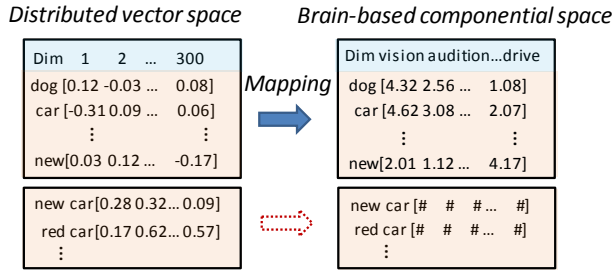 Distributed vector space
Brain-based componential space
Dim 1 2 ... 300
dog [0.12 -0.03 ... 0.08]
car [-0.31 0.09 ... 0.06]
⋮ ⋮
new[0.03 0.12 ... -0.17]
Mapping
Dim vision audition...drive
dog [4.32 2.56 ... 1.08]
car [4.62 3.08 ... 2.07]
⋮ ⋮
new[2.01 1.12 ... 4.17]
new car[0.28 0.32... 0.09]
red car[0.17 0.62... 0.57]
⋮
new car [# # #... #]
red car [# # # ... #]
⋮